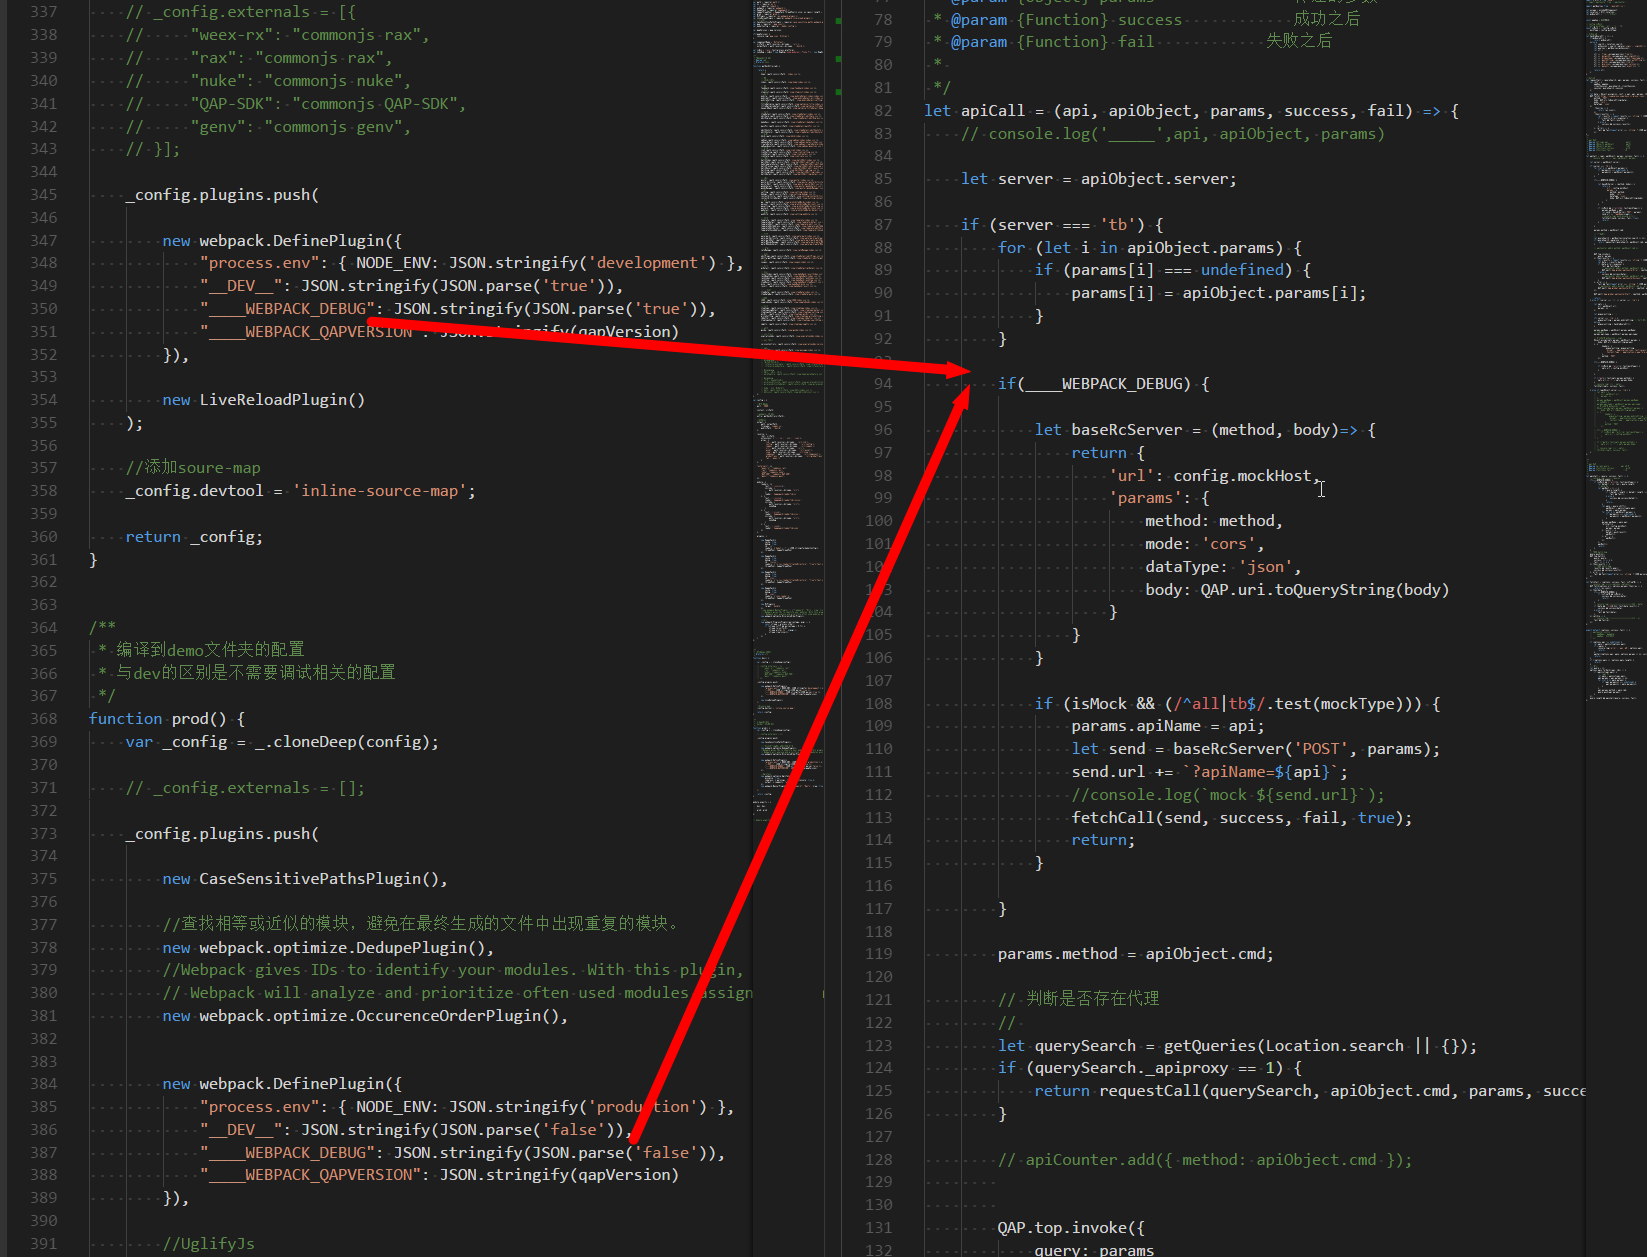 337 // _config.externals = [{
338 //     "weex-rx": "commonjs rax",
339 //     "rax": "commonjs rax",
340 //     "nuke": "commonjs nuke",
341 //     "QAP-SDK": "commonjs QAP-SDK",
342 //     "genv": "commonjs genv",
343 // }];
344
345 _config.plugins.push(
346
347 new webpack.DefinePlugin({
348 "process.env": { NODE_ENV: JSON.stringify('development') },
349 "__DEV__": JSON.stringify(JSON.parse('true')),
350 "____WEBPACK_DEBUG": JSON.stringify(JSON.parse('true')),
351 "____WEBPACK_QAPVERSION": JSON.stringify(qapVersion)
352 }),
353
354 new LiveReloadPlugin()
355 );
356
357 //添加soure-map
358 _config.devtool = 'inline-source-map';
359
360 return _config;
361 }
362
363
364 /**
365 * 编译到demo文件夹的配置
366 * 与dev的区别是不需要调试相关的配置
367 */
368 function prod() {
369 var _config = _.cloneDeep(config);
370
371 // _config.externals = [];
372
373 _config.plugins.push(
374
375 new CaseSensitivePathsPlugin(),
376
377 //查找相等或近似的模块，避免在最终生成的文件中出现重复的模块。
378 new webpack.optimize.DedupePlugin(),
379 //Webpack gives IDs to identify your modules. With this plugin,
380 // Webpack will analyze and prioritize often used modules assign
381 new webpack.optimize.OccurenceOrderPlugin(),
382
383
384 new webpack.DefinePlugin({
385 "process.env": { NODE_ENV: JSON.stringify('production') },
386 "__DEV__": JSON.stringify(JSON.parse('false')),
387 "____WEBPACK_DEBUG": JSON.stringify(JSON.parse('false')),
388 "____WEBPACK_QAPVERSION": JSON.stringify(qapVersion)
389 }),
390
391 //UglifyJs
78 * @param {Function} success 成功之后
79 * @param {Function} fail 失败之后
80 *
81 */
82 let apiCall = (api, apiObject, params, success, fail) => {
83 // console.log('_____',api, apiObject, params)
84
85 let server = apiObject.server;
86
87 if (server === 'tb') {
88 for (let i in apiObject.params) {
89 if (params[i] === undefined) {
90 params[i] = apiObject.params[i];
91 }
92 }
93
94 if(____WEBPACK_DEBUG) {
95
96 let baseRcServer = (method, body)=> {
97 return {
98 'url': config.mockHost,
99 'params': {
100 method: method,
101 mode: 'cors',
dataType: 'json',
body: QAP.uri.toQueryString(body)
104 }
105 }
106 }
107
108 if (isMock && (/^all|tb$/.test(mockType))) {
109 params.apiName = api;
110 let send = baseRcServer('POST', params);
111 send.url += `?apiName=${api}`;
112 //console.log(`mock ${send.url}`);
113 fetchCall(send, success, fail, true);
114 return;
115 }
116
117 }
118
119 params.method = apiObject.cmd;
120
121 // 判断是否存在代理
122 //
123 let querySearch = getQueries(Location.search || {});
124 if (querySearch._apiproxy == 1) {
125 return requestCall(querySearch, apiObject.cmd, params, succe
126 }
127
128 // apiCounter.add({ method: apiObject.cmd });
129
130
131 QAP.top.invoke({
132 query: params